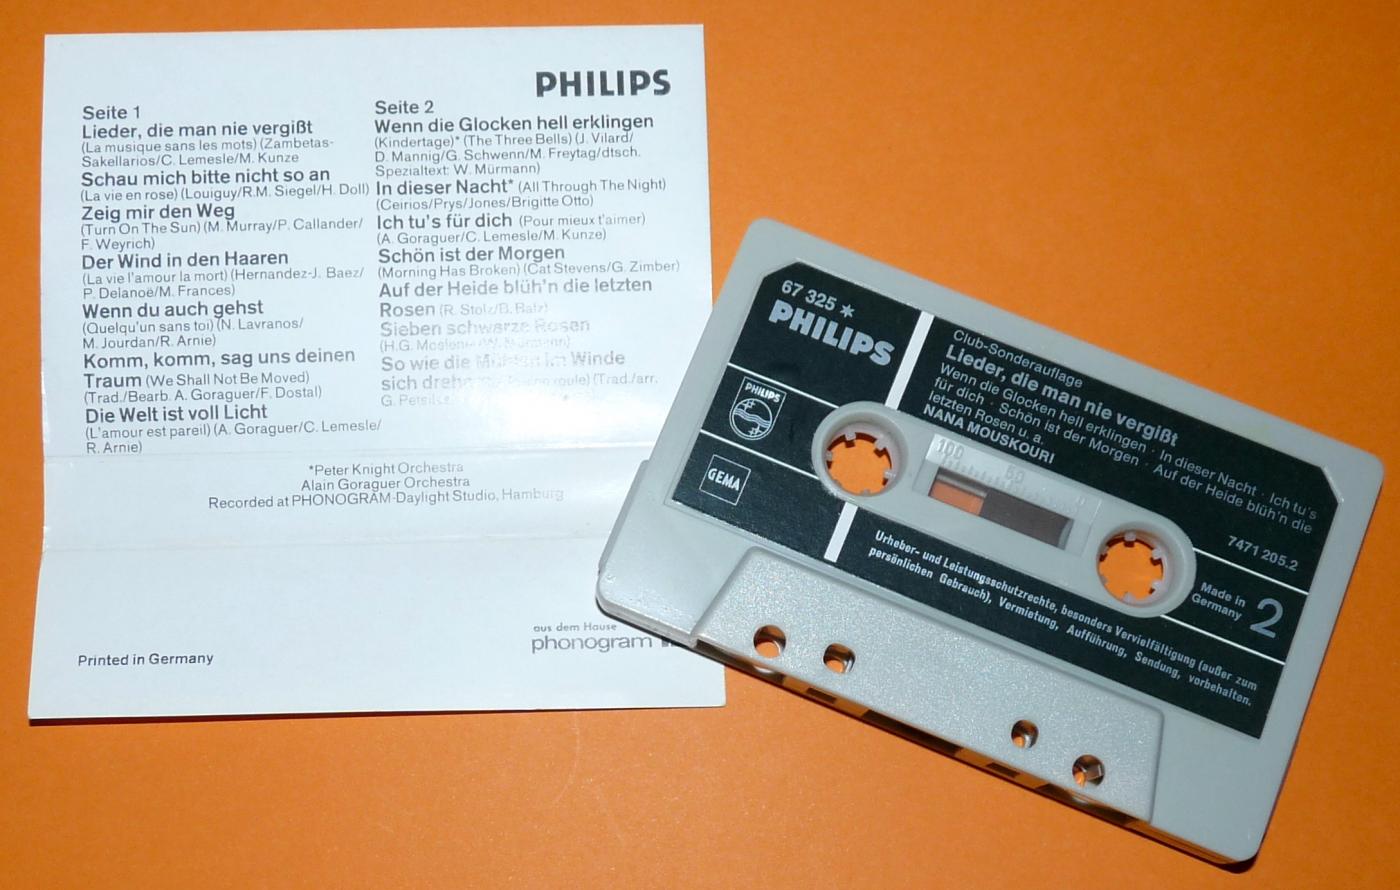 PHILIPS
Seite 1
Lieder, die man nie vergißt
(La musique sans les mots) (Zambetas-
Sakellarios/C. Lemesle/M. Kunze
Schau mich bitte nicht so an
(La vie en rose) (Louiguy/R.M. Siegel/H. Doll)
Zeig mir den Weg
(Turn On The Sun) (M. Murray/P. Callander/
F. Weyrich)
Der Wind in den Haaren
(La vie l'amour la mort) (Hernandez-J. Baez/
P. Delanoë/M. Frances)
Wenn du auch gehst
(Quelqu'un sans toi) (N. Lavranos/
M. Jourdan/R. Arnie)
Komm, komm, sag uns deinen
Traum (We Shall Not Be Moved)
(Trad./Bearb. A. Goraguer/F. Dostal)
Die Welt ist voll Licht
(L'amour est pareil) (A. Goraguer/C. Lemesle/
R. Arnie)
Seite 2
Wenn die Glocken hell erklingen
(Kindertage)* (The Three Bells) (J. Vilard/
D. Mannig/G. Schwenn/M. Freytag/dtsch.
Spezialtext: W. Mürmann)
In dieser Nacht* (All Through The Night)
(Ceirios/Prys/Jones/Brigitte Otto)
Ich tu's für dich (Pour mieux t'aimer)
(A. Goraguer/C. Lemesle/M. Kunze)
Schön ist der Morgen
(Morning Has Broken) (Cat Stevens/G. Zimber)
Auf der Heide blüh'n die letzten
Rosen (R. Stolz/B. Balz)
Sieben schwarze Rosen
(H.G.
So wie die Mühlen im Winde
sich drehn roule) (Trad./arr.
G.
*Peter Knight Orchestra
Alain Goraguer Orchestra
Recorded at PHONOGRAM-Daylight Studio, Hamburg
Printed in Germany
aus dem Hause
phonogram
67 325 *
PHILIPS
PHILIPS
GEMA
Club-Sonderauflage
Lieder, die man nie vergißt
Wenn die Glocken hell erklingen · In dieser Nacht · Ich tu's
für dich · Schön ist der Morgen · Auf der Heide blüh'n die
letzten Rosen u. a.
NANA MOUSKOURI
100 50 0
7471 205.2
Made in
Germany
2
Urheber- und Leistungsschutzrechte, besonders Vervielfältigung (außer zum
persönlichen Gebrauch), Vermietung, Aufführung, Sendung, vorbehalten.